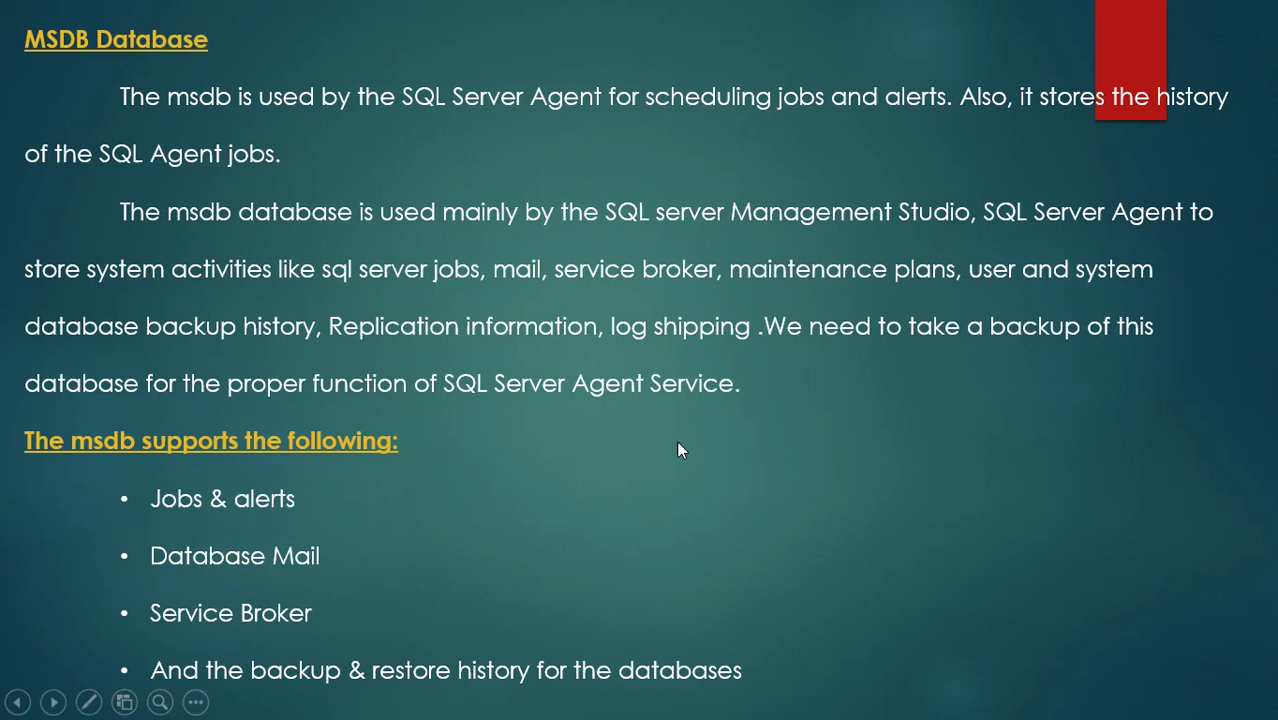 MSDB Database
The msdb is used by the SQL Server Agent for scheduling jobs and alerts. Also, it stores the history
of the SQL Agent jobs.
The msdb database is used mainly by the SQL server Management Studio, SQL Server Agent to
store system activities like sql server jobs, mail, service broker, maintenance plans, user and system
database backup history, Replication information, log shipping .We need to take a backup of this
database for the proper function of SQL Server Agent Service.
The msdb supports the following:
• Jobs & alerts
• Database Mail
• Service Broker
• And the backup & restore history for the databases